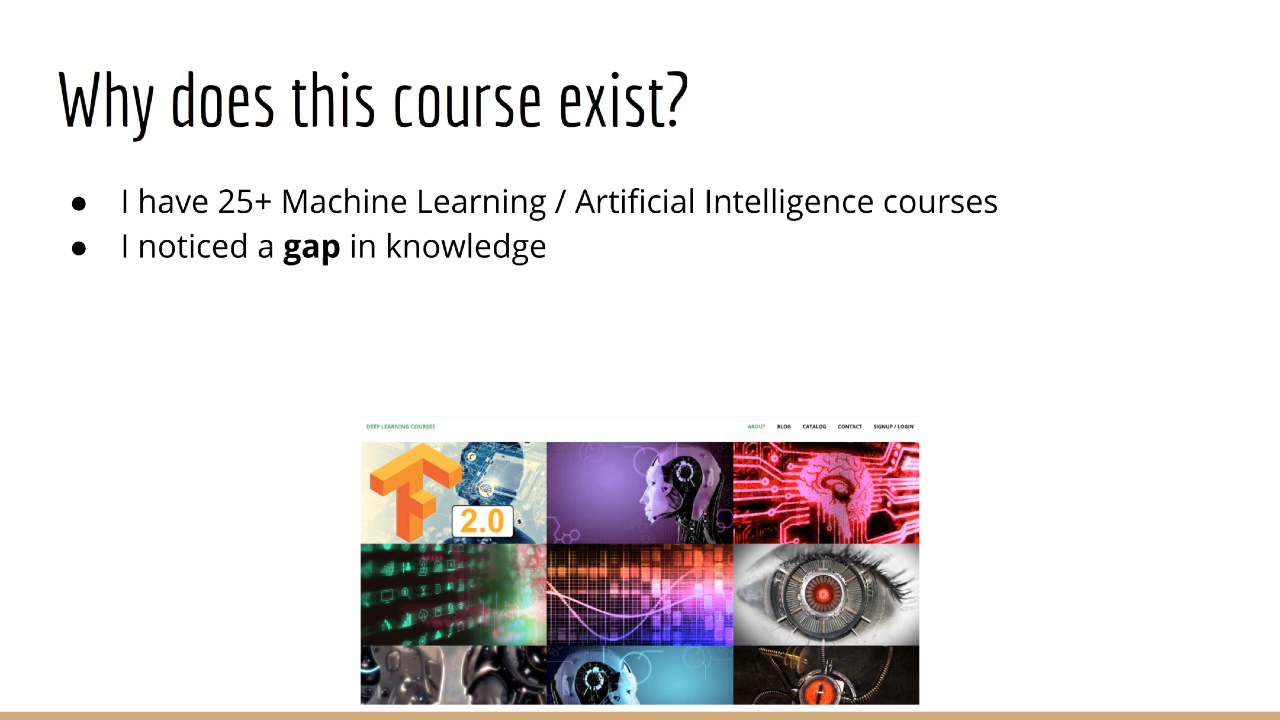 Why does this course exist?
● I have 25+ Machine Learning / Artificial Intelligence courses
● I noticed a gap in knowledge
DEEP LEARNING COURSES ABOUT BLOG CATALOG CONTACT SIGNUP / LOGIN
2.0